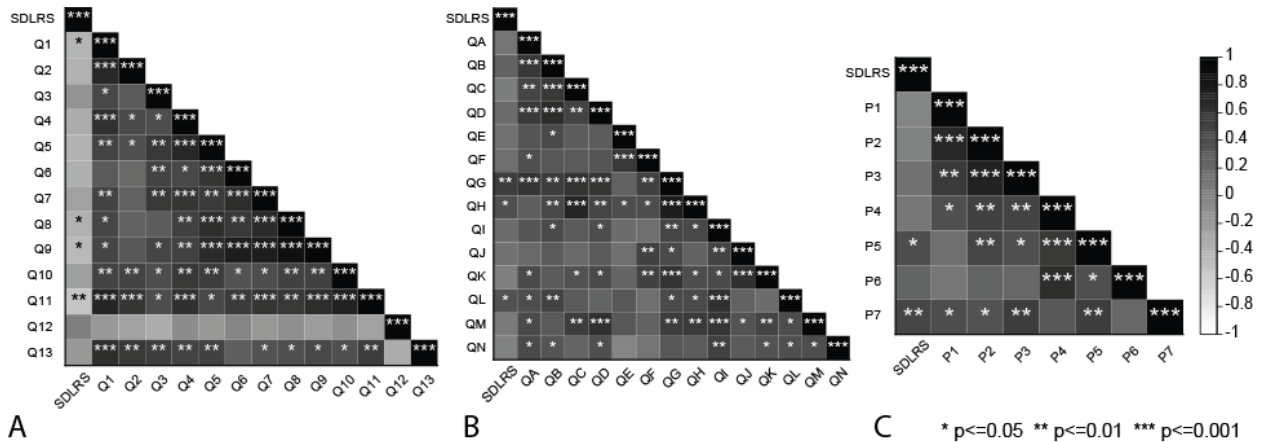 SDLRS ***
Q1 * ***
Q2 *** ***
Q3 * ***
Q4 *** * * ***
Q5 ** * ** *** ***
Q6 ** * *** ***
Q7 ** ** *** ** *** ***
Q8 * * ** *** ** *** ***
Q9 * * * ** *** *** *** *** ***
Q10 ** ** * ** ** * * ** ** ***
Q11 ** *** *** * *** * ** *** ** *** *** ***
Q12 ***
Q13 *** ** ** ** ** * * * * ** ***
SDLRS Q1 Q2 Q3 Q4 Q5 Q6 Q7 Q8 Q9 Q10 Q11 Q12 Q13
A
SDLRS ***
QA ***
QB *** ***
QC ** *** ***
QD *** *** ** ***
QE * ***
QF * *** ***
QG ** *** ** *** *** ** ***
QH * ** *** ** * * *** ***
QI * * ** * ***
QJ ** * ** ***
QK * * * ** *** * * *** ***
QL * * ** * * *** ***
QM * ** *** ** ** *** * ** * ***
QN * * * ** * * * ***
SDLRS QA QB QC QD QE QF QG QH QI QJ QK QL QM QN
B
SDLRS ***
P1 ***
P2 *** ***
P3 ** *** ***
P4 * ** ** ***
P5 * ** * *** ***
P6 *** * ***
P7 ** * * ** ** ***
SDLRS P1 P2 P3 P4 P5 P6 P7
C
1
0.8
0.6
0.4
0.2
0
-0.2
-0.4
-0.6
-0.8
-1
* p<=0.05 ** p<=0.01 *** p<=0.001